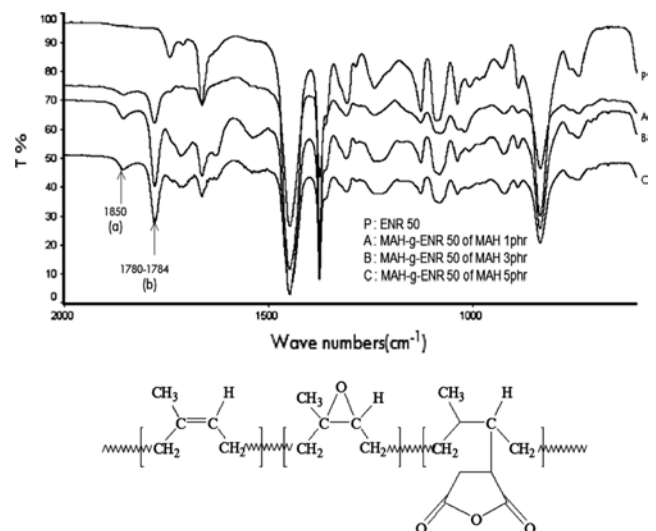 100
90
80
70
60
50
40
30
20
10
0
T %
P
A
B
C
1850
(a)
1780-1784
(b)
P : ENR 50
A : MAH-g-ENR 50 of MAH 1phr
B : MAH-g-ENR 50 of MAH 3phr
C : MAH-g-ENR 50 of MAH 5phr
2000 1500 1000
Wave numbers(cm-1)
CH3 H
C=C
CH2 CH2
O
CH3 H
C C
CH2 CH2
CH3 H
C
CH2 CH2
O O O